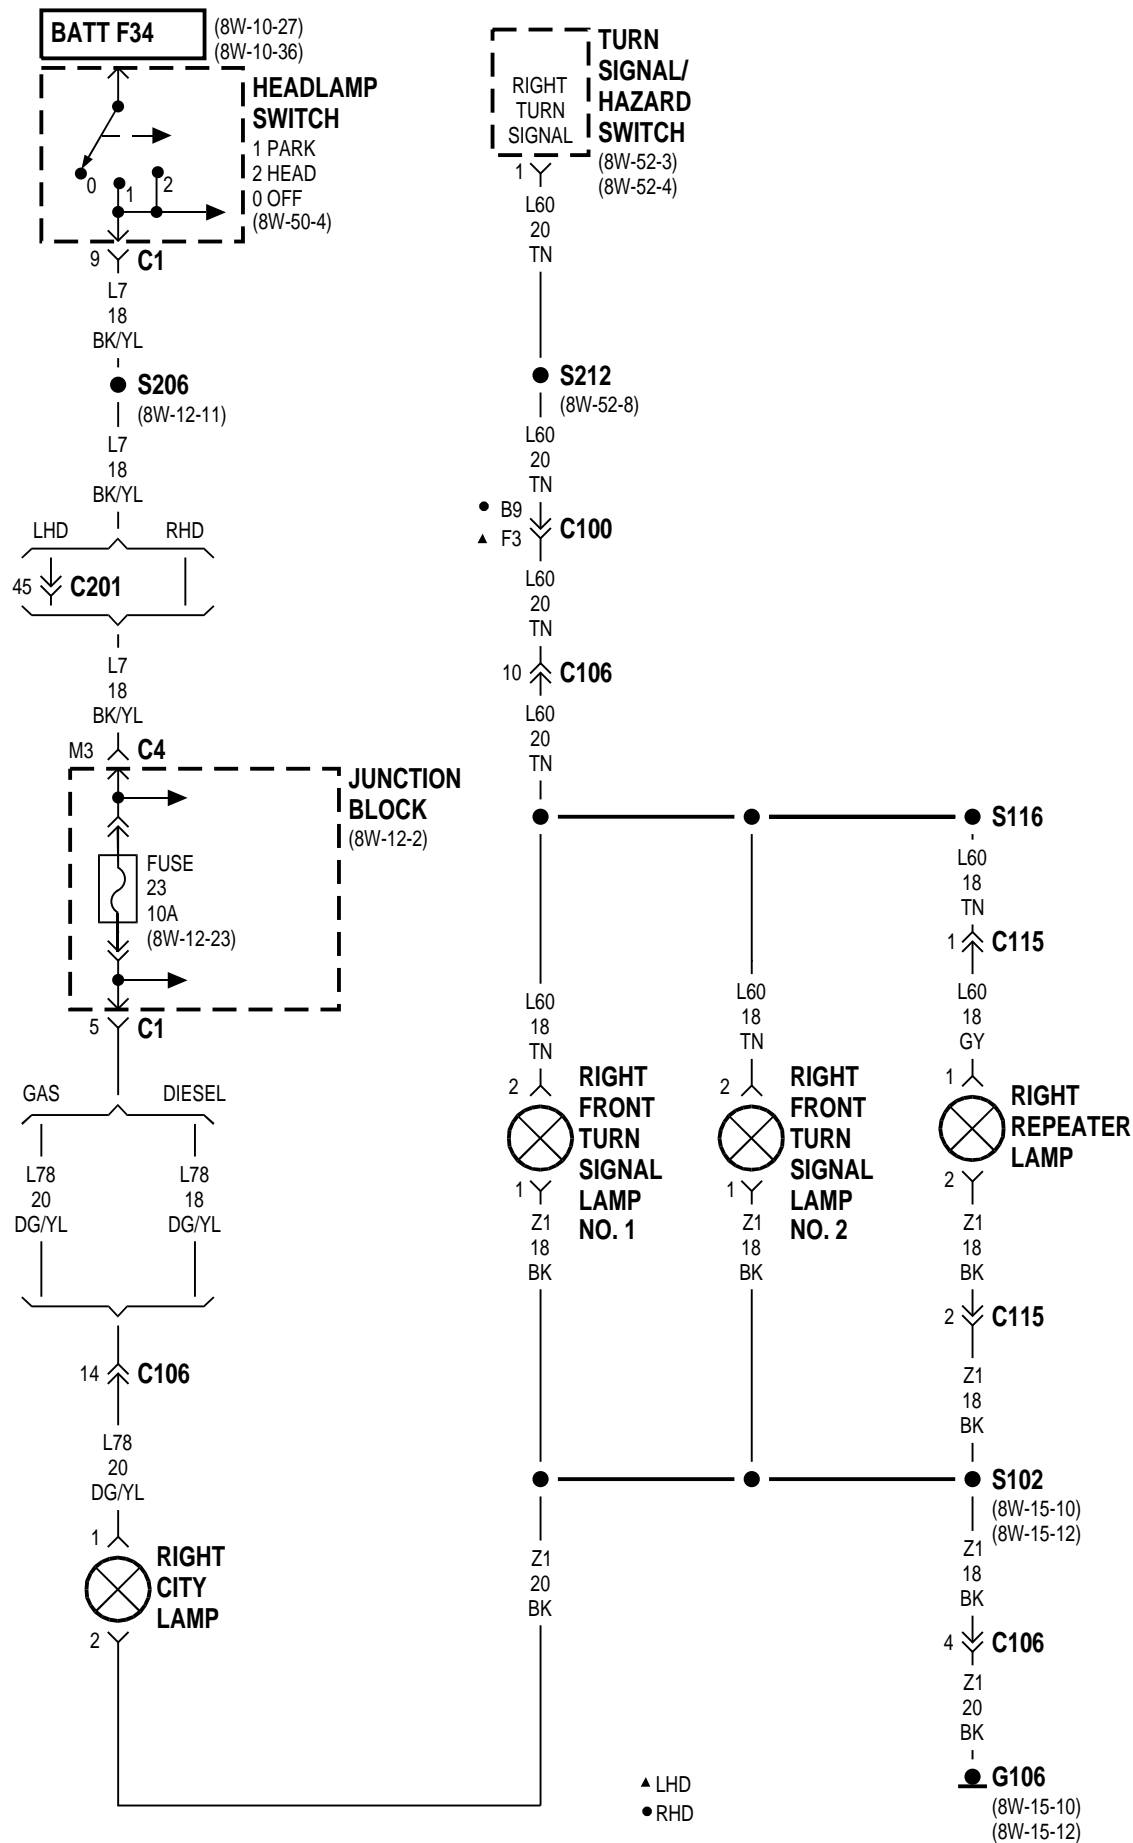 BATT F34
(8W-10-27)
(8W-10-36)
HEADLAMP
SWITCH
1 PARK
2 HEAD
0 OFF
(8W-50-4)
0
1
2
9
C1
L7
18
BK/YL
S206
(8W-12-11)
L7
18
BK/YL
LHD
RHD
45
C201
L7
18
BK/YL
M3
C4
JUNCTION
BLOCK
(8W-12-2)
FUSE
23
10A
(8W-12-23)
5
C1
GAS
DIESEL
L78
20
DG/YL
L78
18
DG/YL
14
C106
L78
20
DG/YL
1
RIGHT
CITY
LAMP
2
RIGHT
TURN
SIGNAL
TURN
SIGNAL/
HAZARD
SWITCH
(8W-52-3)
(8W-52-4)
1
L60
20
TN
S212
(8W-52-8)
L60
20
TN
● B9
▲ F3
C100
L60
20
TN
10
C106
L60
20
TN
S116
L60
18
TN
2
RIGHT
FRONT
TURN
SIGNAL
LAMP
NO. 1
1
Z1
18
BK
L60
18
TN
2
RIGHT
FRONT
TURN
SIGNAL
LAMP
NO. 2
1
Z1
18
BK
L60
18
TN
1
C115
L60
18
GY
1
RIGHT
REPEATER
LAMP
2
Z1
18
BK
2
C115
Z1
18
BK
S102
(8W-15-10)
(8W-15-12)
Z1
20
BK
Z1
18
BK
4
C106
Z1
20
BK
G106
(8W-15-10)
(8W-15-12)
▲ LHD
● RHD